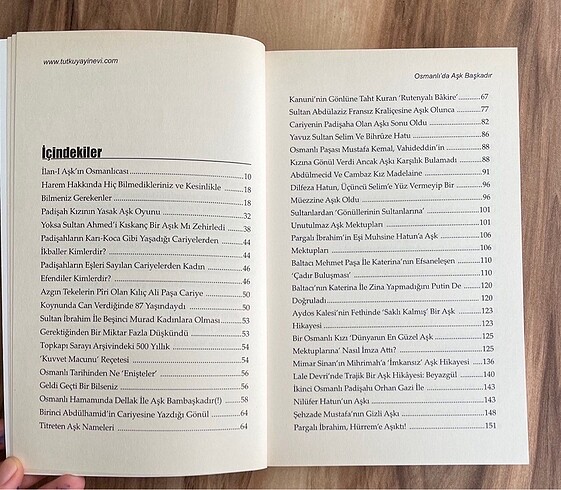 www.tutkuyayinevi.com
İçindekiler
İlan-I Aşk'ın Osmanlıcası 10
Harem Hakkında Hiç Bilmedikleriniz ve Kesinlikle 18
Bilmeniz Gerekenler 18
Padişah Kızının Yasak Aşk Oyunu 32
Yoksa Sultan Ahmed'i Kıskanç Bir Aşık Mı Zehirledi 38
Padişahların Karı-Koca Gibi Yaşadığı Cariyelerden 44
İkballer Kimlerdir? 44
Padişahların Eşleri Sayılan Cariyelerden Kadın 46
Efendiler Kimlerdir? 46
Azgın Tekelerin Piri Olan Kılıç Ali Paşa Cariye 50
Koynunda Can Verdiğinde 87 Yaşındaydı 50
Sultan İbrahim İle Beşinci Murad Kadınlara Olması 53
Gerektiğinden Bir Miktar Fazla Düşkündü 53
Topkapı Sarayı Arşivindeki 500 Yıllık 54
'Kuvvet Macunu' Reçetesi 54
Osmanlı Tarihinden Ne 'Enişteler' 56
Geldi Geçti Bir Bilseniz 56
Osmanlı Hamamında Dellak İle Aşk Bambaşkadır(!) 58
Birinci Abdülhamid'in Cariyesine Yazdığı Gönül 64
Titreten Aşk Nameleri 64
Osmanlı'da Aşk Başkadır
Kanuni'nin Gönlüne Taht Kuran 'Rutenyalı Bâkire' 67
Sultan Abdülaziz Fransız Kraliçesine Aşık Olunca 77
Cariyenin Padişaha Olan Aşkı Sonu Oldu 82
Yavuz Sultan Selim Ve Bihrûze Hatu 86
Osmanlı Paşası Mustafa Kemal, Vahideddin'in 88
Kızına Gönül Verdi Ancak Aşkı Karşılık Bulamadı 88
Abdülmecid Ve Cambaz Kız Madelaine 91
Dilfeza Hatun, Üçüncü Selim'e Yüz Vermeyip Bir 96
Müezzine Aşık Oldu 96
Sultanlardan 'Gönüllerinin Sultanlarına' 101
Unutulmaz Aşk Mektupları 101
Pargalı İbrahim'in Eşi Muhsine Hatun'a Aşk 106
Mektupları 106
Baltacı Mehmet Paşa İle Katerina'nın Efsaneleşen 110
'Çadır Buluşması' 110
Baltacı'nın Katerina İle Zina Yapmadığını Putin De 120
Doğruladı 120
Aydos Kalesi'nin Fethinde 'Saklı Kalmış' Bir Aşk 123
Hikayesi 123
Bir Osmanlı Kızı 'Dünyanın En Güzel Aşk 125
Mektuplarına' Nasıl İmza Attı? 125
Mimar Sinan'ın Mihrimah'a 'İmkansız' Aşk Hikayesi 136
Lale Devri'nde Trajik Bir Aşk Hikâyesi: Beyazgül 140
İkinci Osmanlı Padişahı Orhan Gazi İle 143
Nilüfer Hatun'un Aşkı 143
Şehzade Mustafa'nın Gizli Aşkı 148
Pargalı İbrahim, Hürrem'e Aşıktı! 151